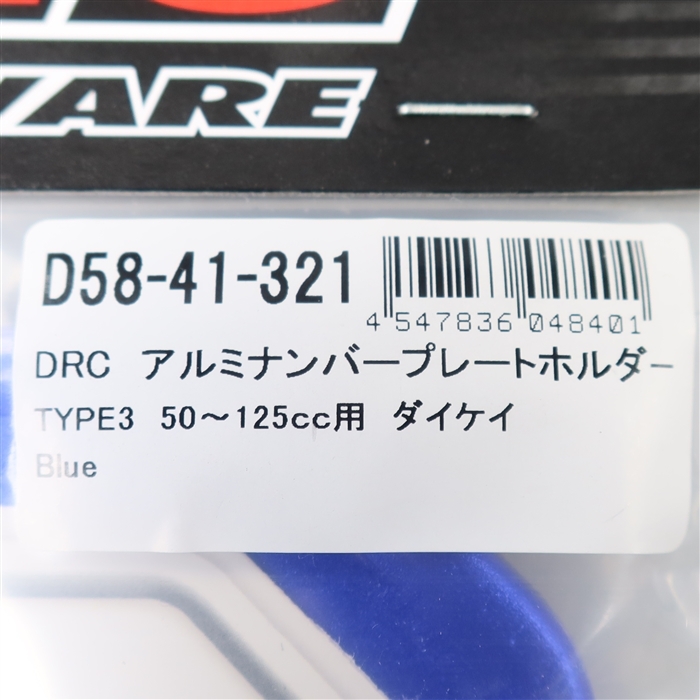 WARE
D58-41-321
4 547836 048401
DRC アルミナンバープレートホルダー
TYPE3 50～125cc用 ダイケイ
Blue